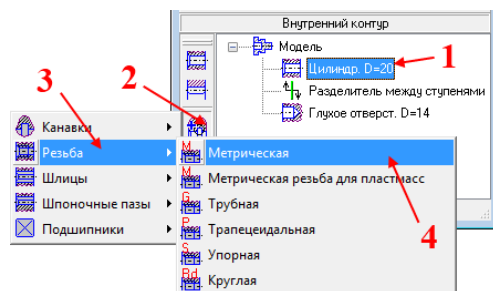 Внутренний контур
Модель
1
Цилиндр. D=20
3
2
Разделитель между ступенями
Глухое отверст. D=14
Канавки
Резьба
Шлицы
Шпоночные пазы
Подшипники
M Метрическая
M Метрическая резьба для пластмасс
G Трубная
P Трапецеидальная
4
S Упорная
Rd Круглая